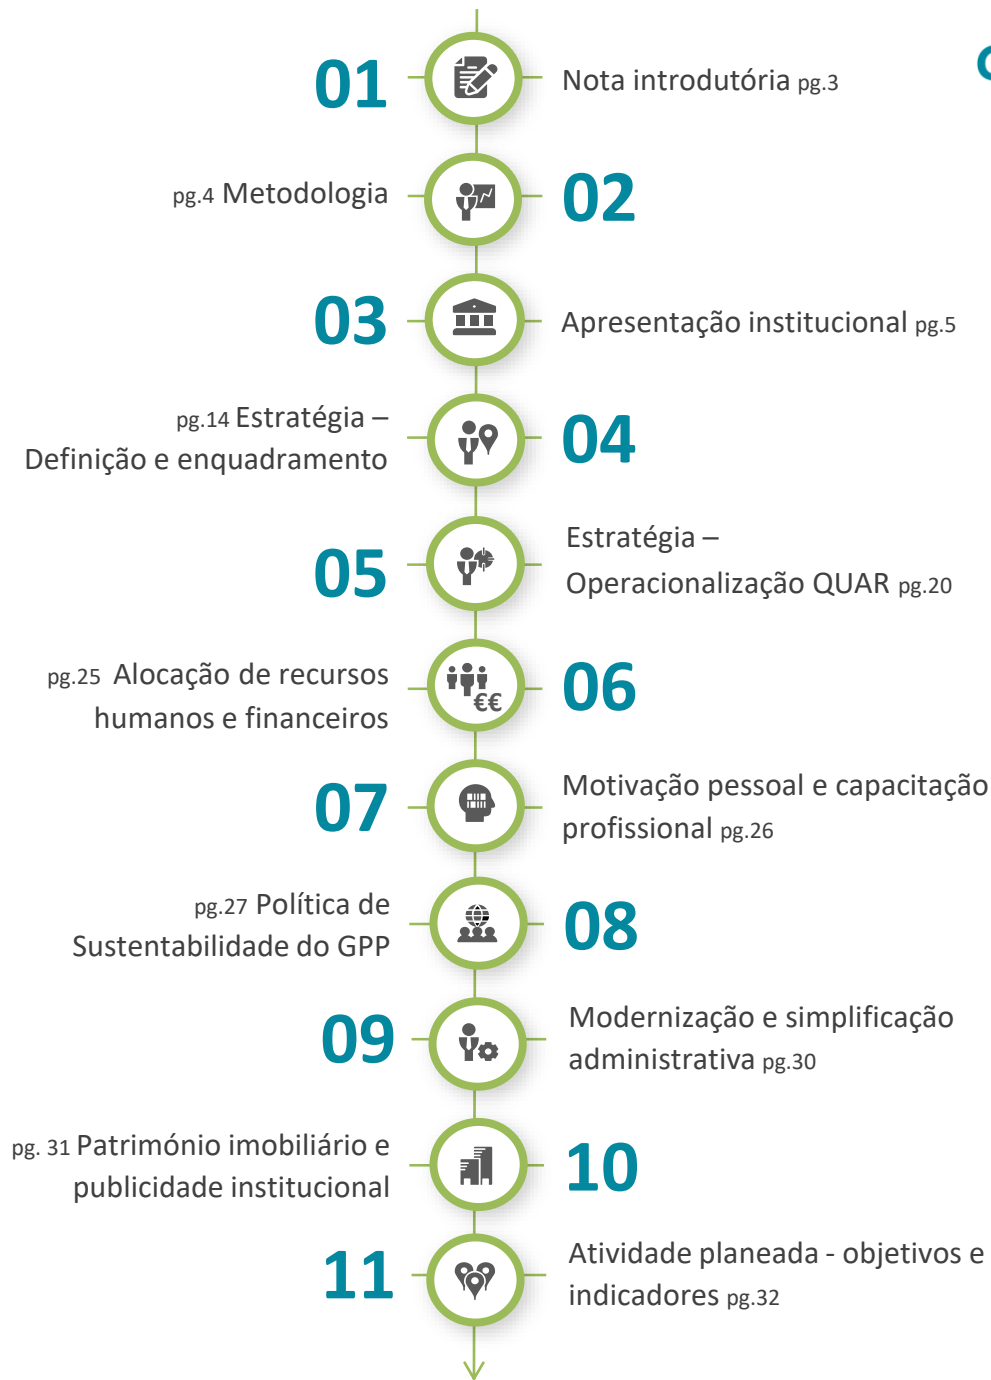 01
Nota introdutória pg.3
pg.4 Metodologia
02
03
Apresentação institucional pg.5
pg.14 Estratégia –
Definição e enquadramento
04
05
Estratégia –
Operacionalização QUAR pg.20
pg.25 Alocação de recursos
humanos e financeiros
€€
06
07
Motivação pessoal e capacitação
profissional pg.26
pg.27 Política de
Sustentabilidade do GPP
08
09
Modernização e simplificação
administrativa pg.30
pg. 31 Património imobiliário e
publicidade institucional
10
11
Atividade planeada - objetivos e
indicadores pg.32